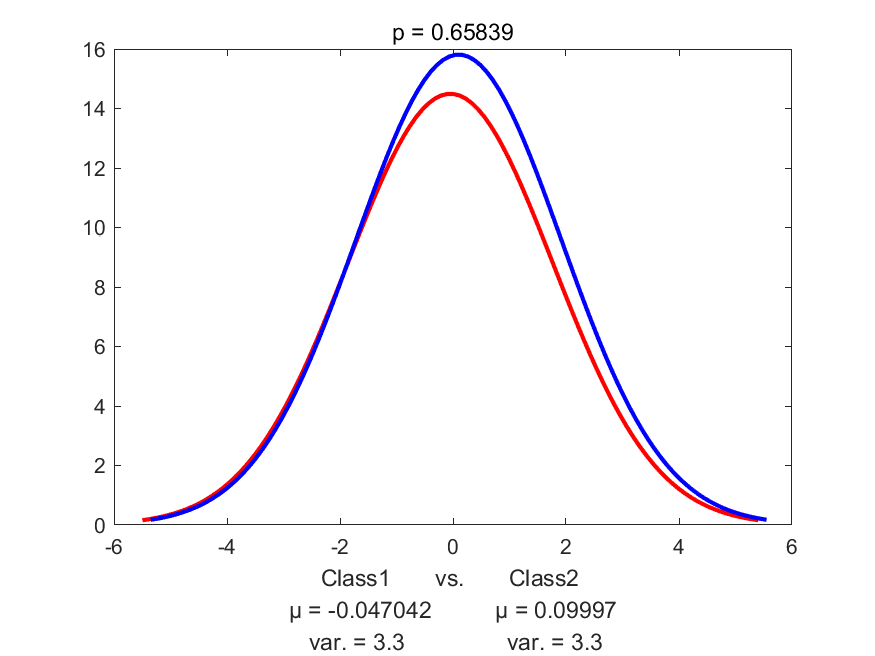 p = 0.65839
16
14
12
10
8
6
4
2
0
-6 -4 -2 0 2 4 6
Class1 vs. Class2
μ = -0.047042 μ = 0.09997
var. = 3.3 var. = 3.3